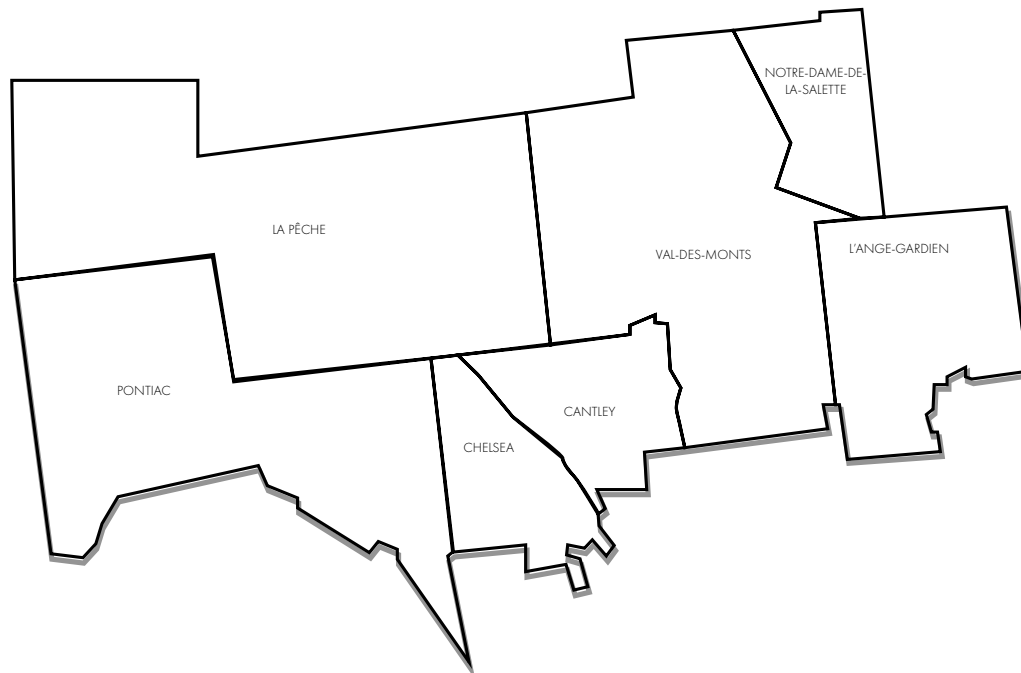 NOTRE-DAME-DE-
LA-SALETTE
LA PÊCHE
VAL-DES-MONTS
L'ANGE-GARDIEN
PONTIAC
CANTLEY
CHELSEA